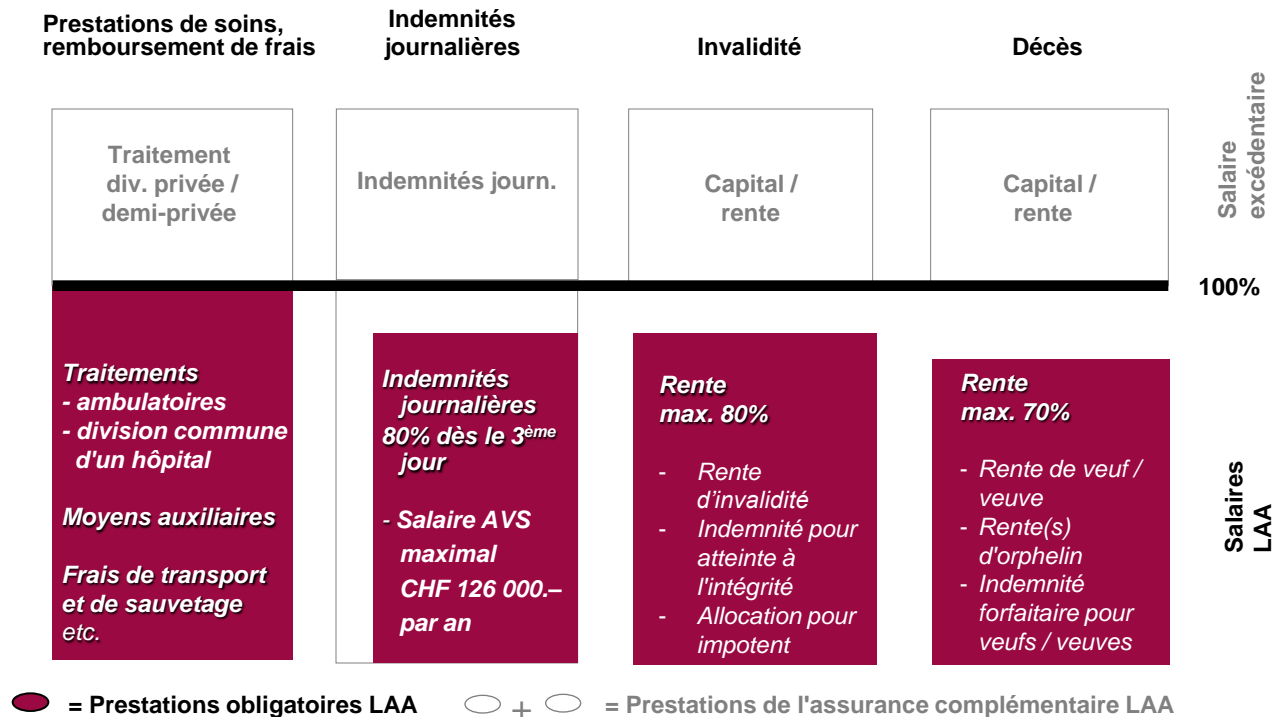 Prestations de soins,
remboursement de frais
Indemnités
journalières
Invalidité
Décès
Traitement
div. privée /
demi-privée
Indemnités journ.
Capital /
rente
Capital /
rente
Salaire
excédentaire
100%
Traitements
- ambulatoires
- division commune
d'un hôpital
Moyens auxiliaires
Frais de transport
et de sauvetage
etc.
Indemnités
journalières
80% dès le 3ème
jour
- Salaire AVS
maximal
CHF 126 000.–
par an
Rente
max. 80%
- Rente
d’invalidité
- Indemnité pour
atteinte à
l'intégrité
- Allocation pour
impotent
Rente
max. 70%
- Rente de veuf /
veuve
- Rente(s)
d'orphelin
- Indemnité
forfaitaire pour
veufs / veuves
Salaires
LAA
= Prestations obligatoires LAA
+ = Prestations de l'assurance complémentaire LAA